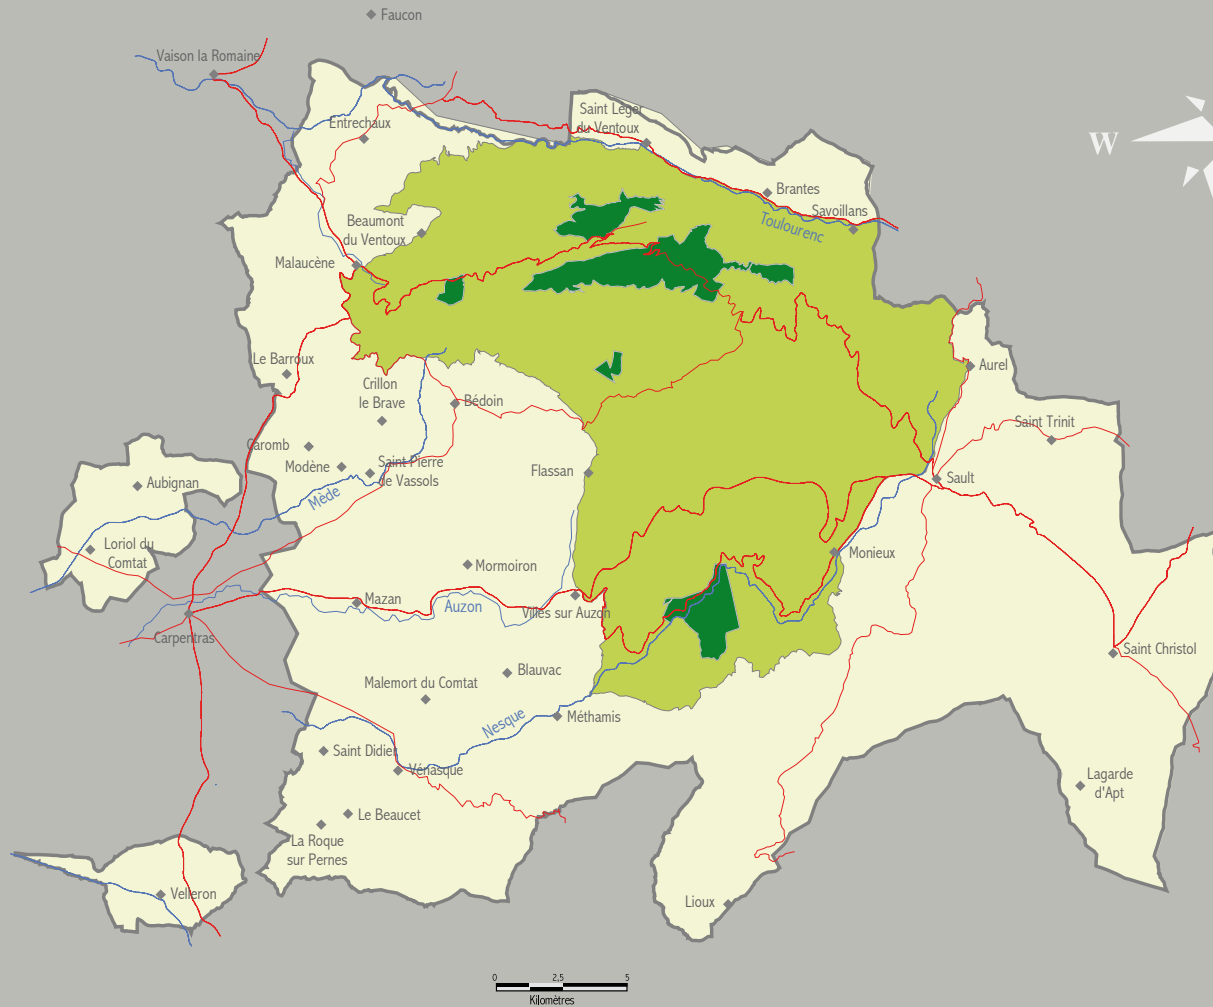 Faucon
Vaison la Romaine
Saint Léger
du Ventoux
Entrechaux
W
Brantes
Savoillans
Toulourenc
Beaumont
du Ventoux
Malaucène
Le Barroux
Aurel
Crillon
le Brave
Bédoin
Saint Trinit
Caromb
Modène
Saint Pierre
de Vassols
Flassan
Sault
Aubignan
Mède
Loriol du
Comtat
Monieux
Mormoiron
Mazan
Auzon
Villes sur Auzon
Carpentras
Saint Christol
Blauvac
Malemort du Comtat
Nesque
Méthamis
Saint Didier
Vénasque
Lagarde
d'Apt
Le Beaucet
La Roque
sur Pernes
Velleron
Lioux
0 2,5 5
Kilomètres